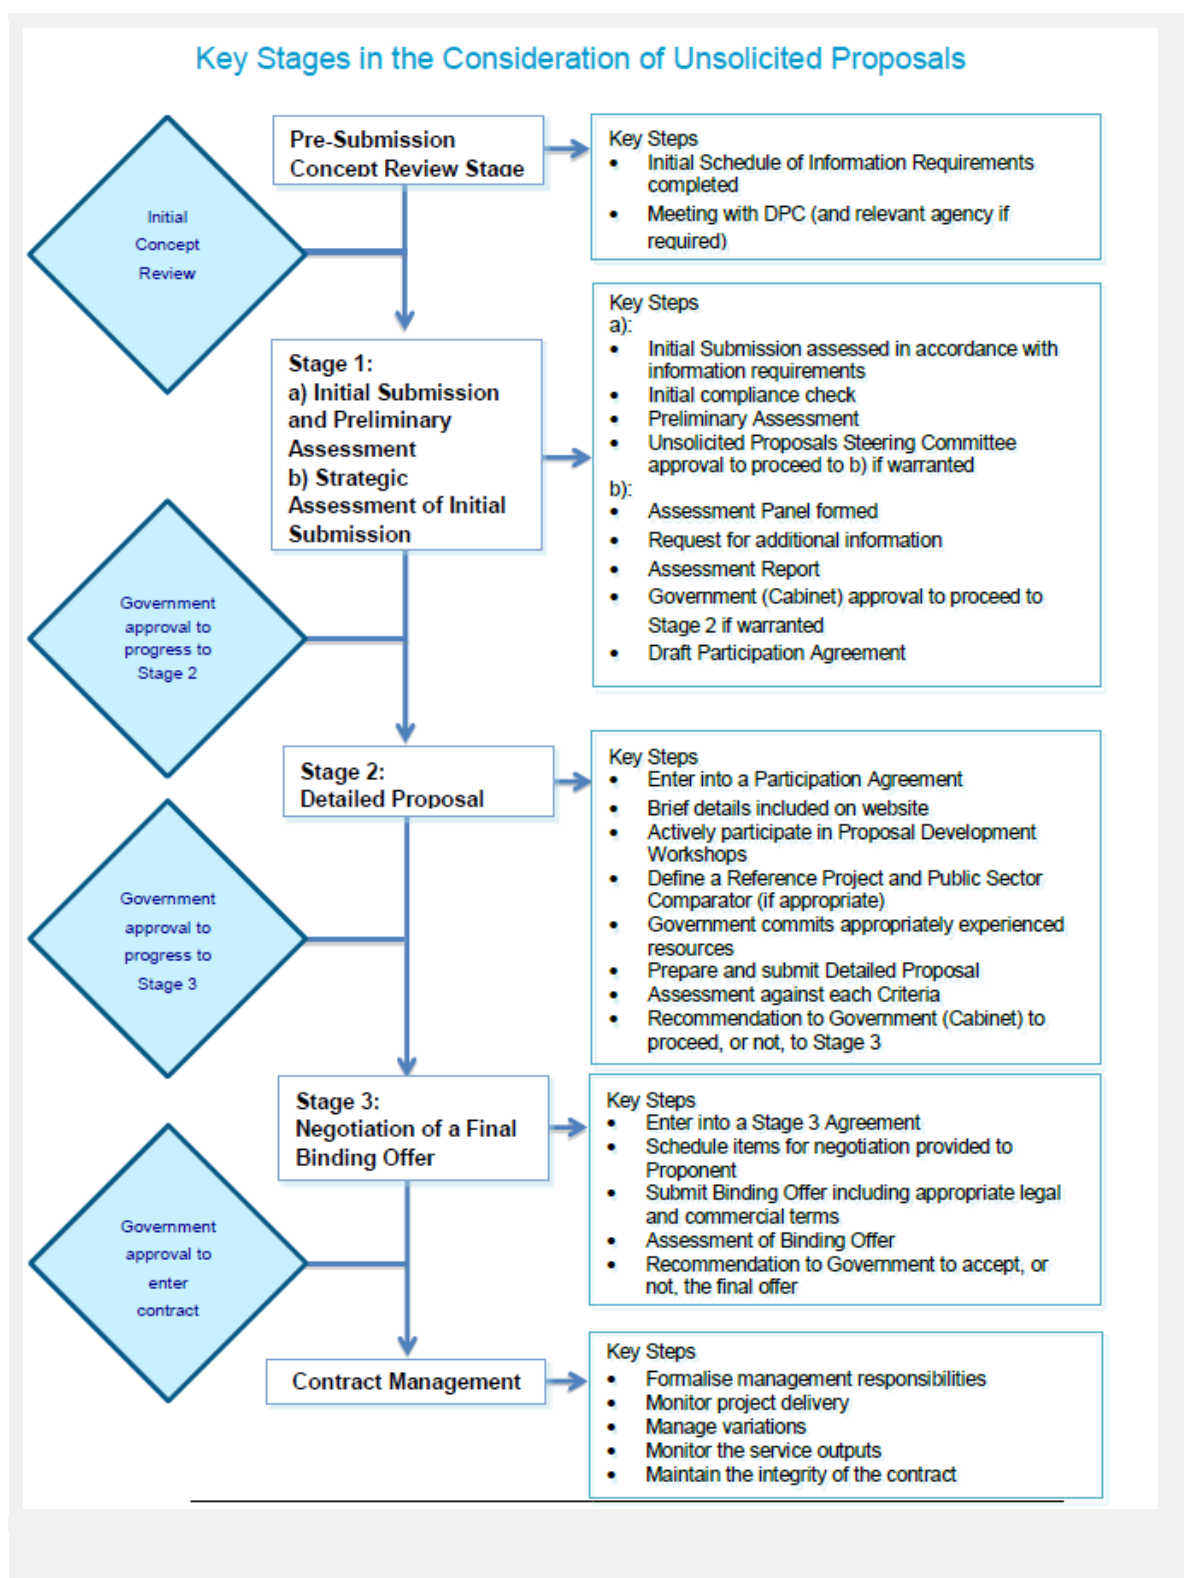 Key Stages in the Consideration of Unsolicited Proposals
Initial
Concept
Review
Pre-Submission
Concept Review Stage
Key Steps
• Initial Schedule of Information Requirements
completed
• Meeting with DPC (and relevant agency if
required)
Stage 1:
a) Initial Submission
and Preliminary
Assessment
b) Strategic
Assessment of Initial
Submission
Key Steps
a):
• Initial Submission assessed in accordance with
information requirements
• Initial compliance check
• Preliminary Assessment
• Unsolicited Proposals Steering Committee
approval to proceed to b) if warranted
b):
• Assessment Panel formed
• Request for additional information
• Assessment Report
• Government (Cabinet) approval to proceed to
Stage 2 if warranted
• Draft Participation Agreement
Government
approval to
progress to
Stage 2
Stage 2:
Detailed Proposal
Key Steps
• Enter into a Participation Agreement
• Brief details included on website
• Actively participate in Proposal Development
Workshops
• Define a Reference Project and Public Sector
Comparator (if appropriate)
• Government commits appropriately experienced
resources
• Prepare and submit Detailed Proposal
• Assessment against each Criteria
• Recommendation to Government (Cabinet) to
proceed, or not, to Stage 3
Government
approval to
progress to
Stage 3
Stage 3:
Negotiation of a Final
Binding Offer
Key Steps
• Enter into a Stage 3 Agreement
• Schedule items for negotiation provided to
Proponent
• Submit Binding Offer including appropriate legal
and commercial terms
• Assessment of Binding Offer
• Recommendation to Government to accept, or
not, the final offer
Government
approval to
enter
contract
Contract Management
Key Steps
• Formalise management responsibilities
• Monitor project delivery
• Manage variations
• Monitor the service outputs
• Maintain the integrity of the contract